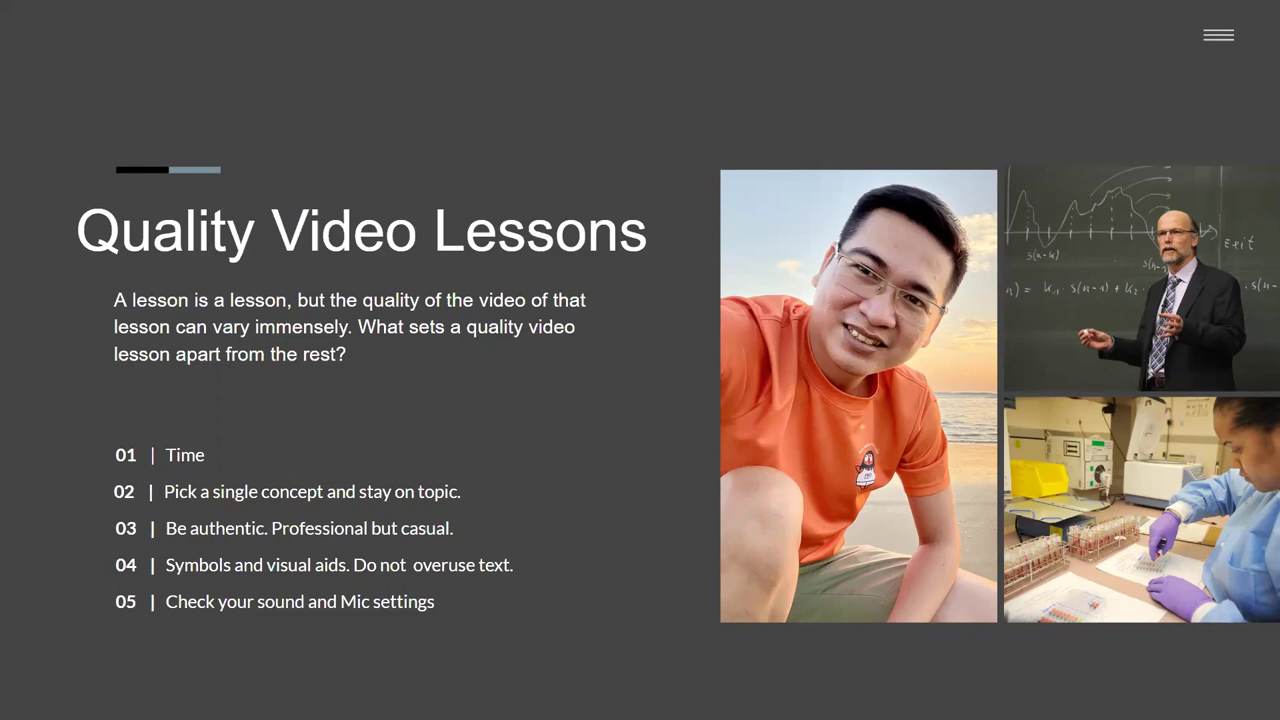 Quality Video Lessons
A lesson is a lesson, but the quality of the video of that
lesson can vary immensely. What sets a quality video
lesson apart from the rest?
01 | Time
02 | Pick a single concept and stay on topic.
03 | Be authentic. Professional but casual.
04 | Symbols and visual aids. Do not overuse text.
05 | Check your sound and Mic settings